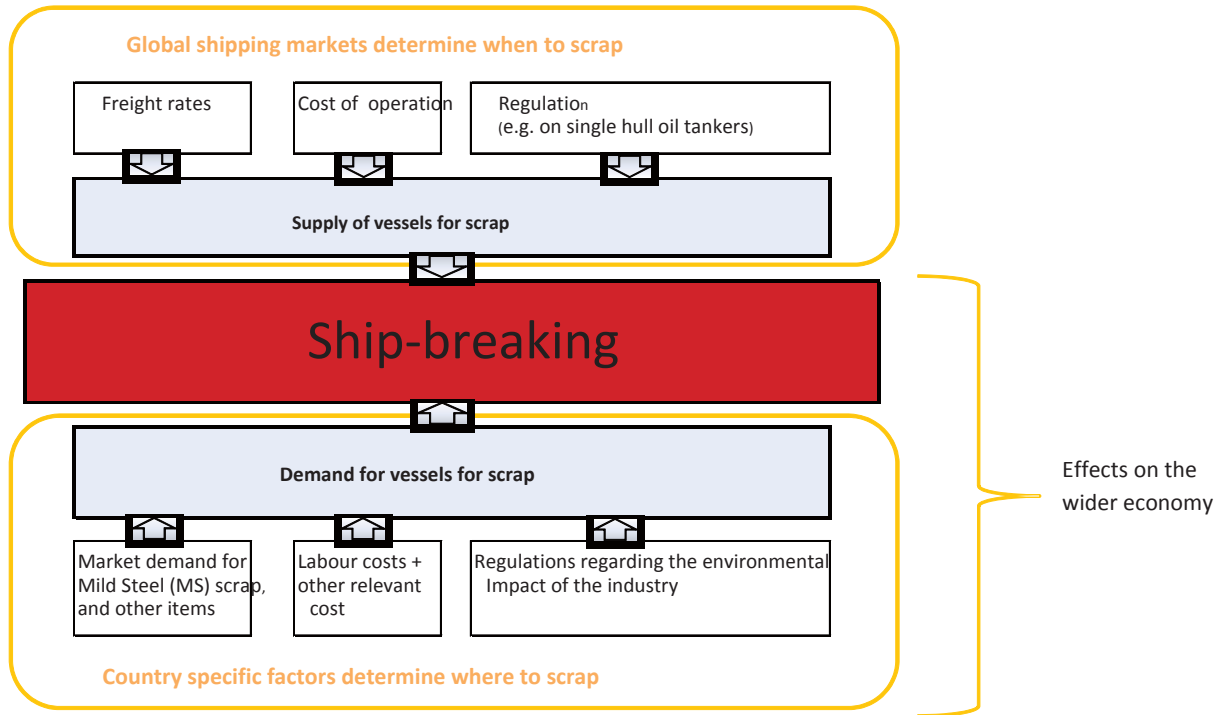 Global shipping markets determine when to scrap
Freight rates
Cost of operation
Regulation
(e.g. on single hull oil tankers)
Supply of vessels for scrap
Ship-breaking
Demand for vessels for scrap
Effects on the
wider economy
Market demand for
Mild Steel (MS) scrap,
and other items
Labour costs +
other relevant
cost
Regulations regarding the environmental
Impact of the industry
Country specific factors determine where to scrap